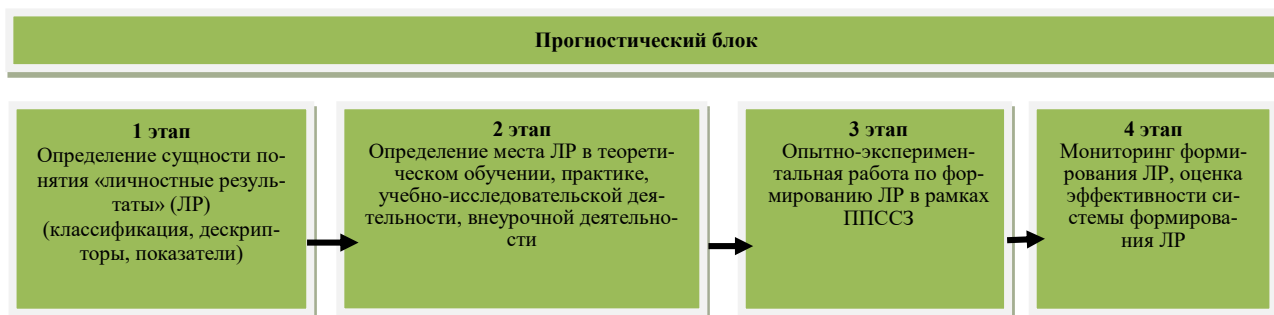 Прогностический блок
1 этап
Определение сущности по-
нятия «личностные резуль-
таты» (ЛР)
(классификация, дескрип-
торы, показатели)
2 этап
Определение места ЛР в теорети-
ческом обучении, практике,
учебно-исследовательской дея-
тельности, внеурочной деятельно-
сти
3 этап
Опытно-эксперимен-
тальная работа по фор-
мированию ЛР в рамках
ППССЗ
4 этап
Мониторинг форми-
рования ЛР, оценка
эффективности си-
стемы формирова-
ния ЛР